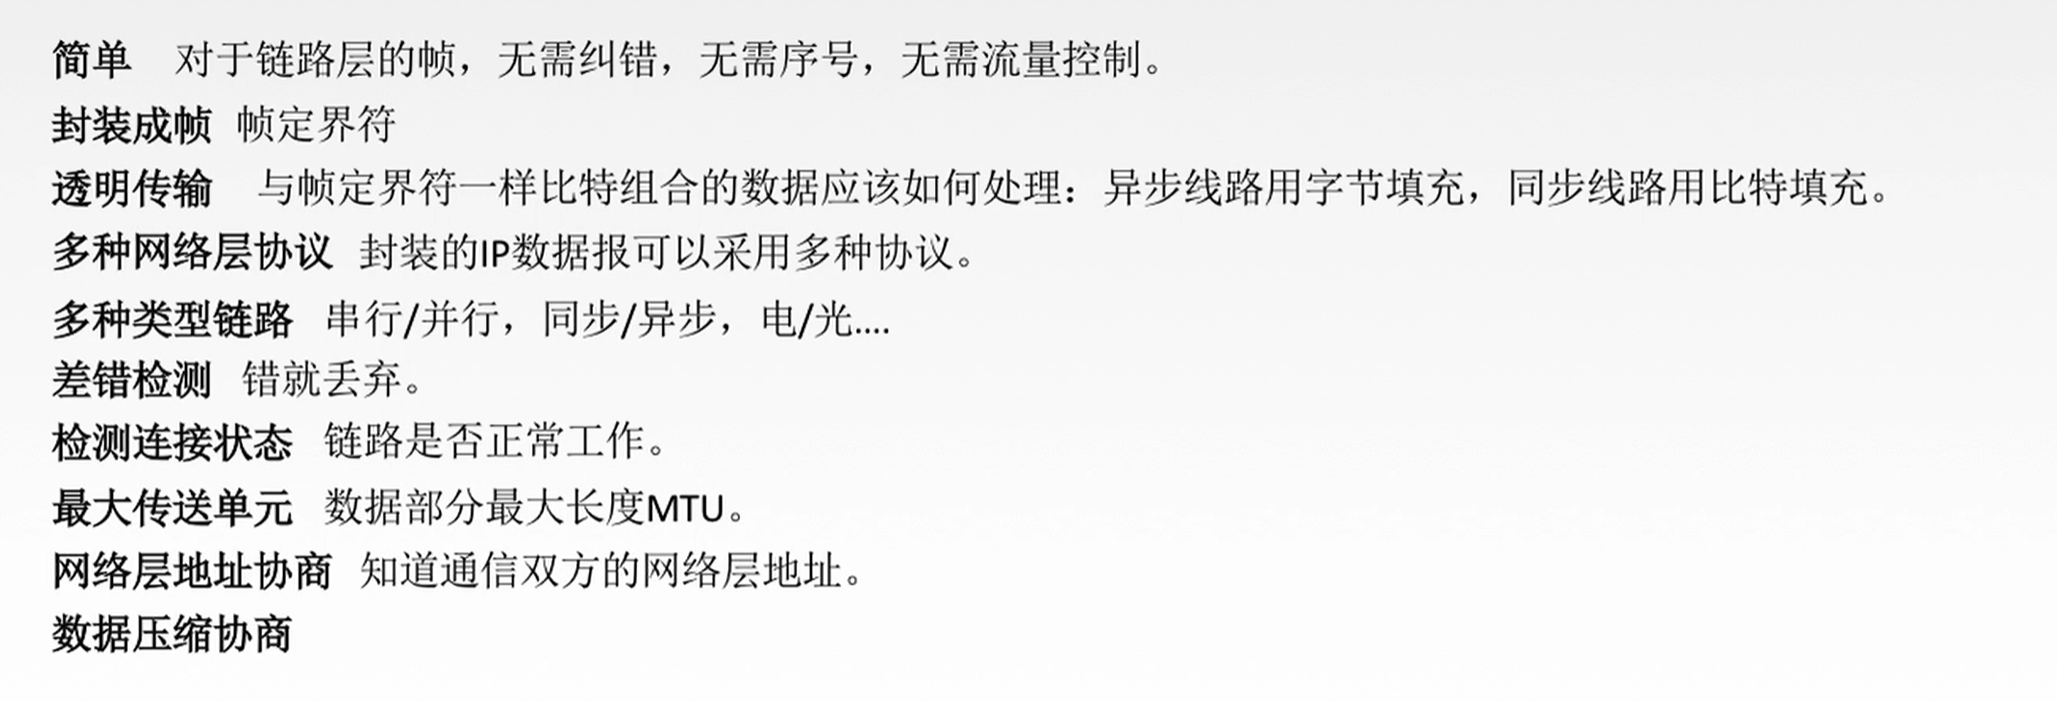 简单 对于链路层的帧，无需纠错，无需序号，无需流量控制。
封装成帧 帧定界符
透明传输 与帧定界符一样比特组合的数据应该如何处理：异步线路用字节填充，同步线路用比特填充。
多种网络层协议 封装的IP数据报可以采用多种协议。
多种类型链路 串行/并行，同步/异步，电/光....
差错检测 错就丢弃。
检测连接状态 链路是否正常工作。
最大传送单元 数据部分最大长度MTU。
网络层地址协商 知道通信双方的网络层地址。
数据压缩协商